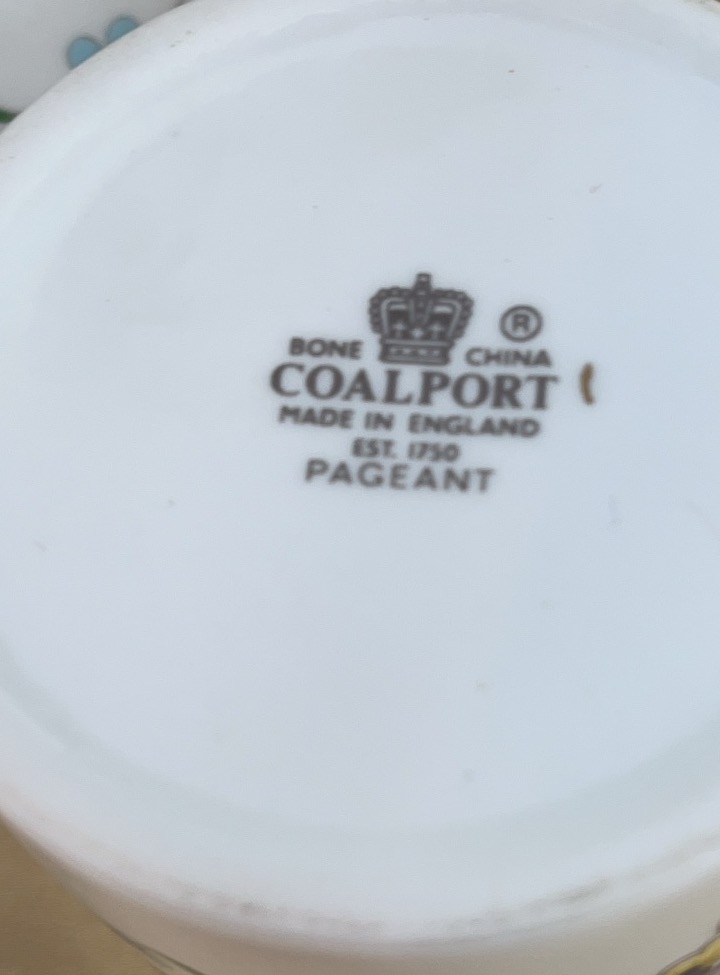 BONE CHINA ®
COALPORT
MADE IN ENGLAND
EST. 1750
PAGEANT